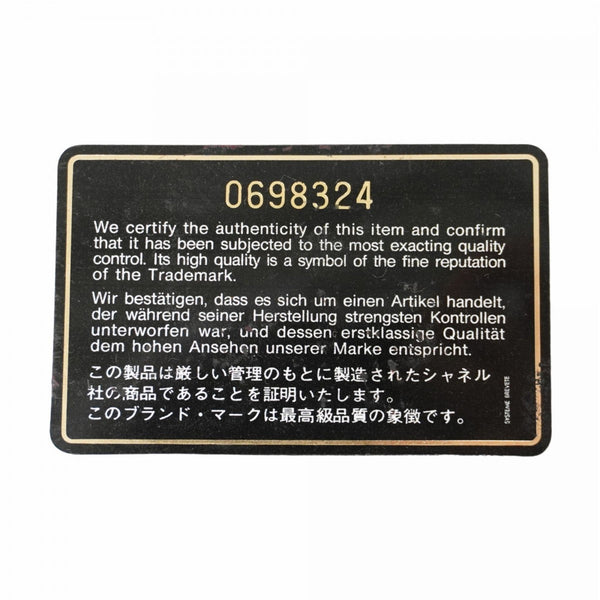 0698324
We certify the authenticity of this item and confirm
that it has been subjected to the most exacting quality
control. Its high quality is a symbol of the fine reputation
of the Trademark.
Wir bestätigen, dass es sich um einen Artikel handelt,
der während seiner Herstellung strengsten Kontrollen
unterworfen war, und dessen erstklassige Qualität
dem hohen Ansehen unserer Marke entspricht.
この製品は厳しい管理のもとに製造されたシャネル
社の商品であることを証明いたします。
このブランド・マークは最高級品質の象徴です。
SYSTEME BREVETE